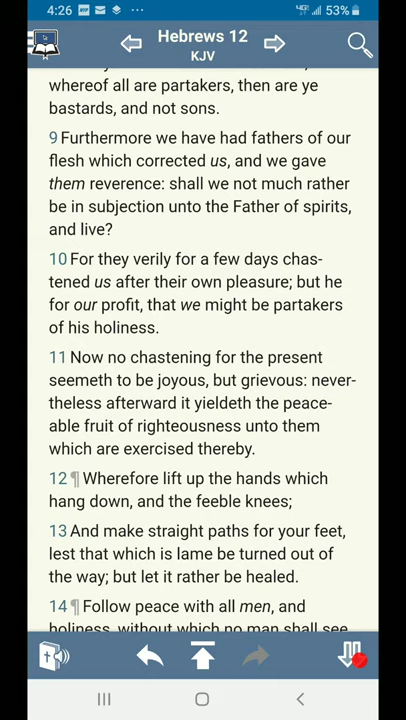 4:26 53%
Hebrews 12
KJV
whereof all are partakers, then are ye
bastards, and not sons.
9 Furthermore we have had fathers of our
flesh which corrected us, and we gave
them reverence: shall we not much rather
be in subjection unto the Father of spirits,
and live?
10 For they verily for a few days chas-
tened us after their own pleasure; but he
for our profit, that we might be partakers
of his holiness.
11 Now no chastening for the present
seemeth to be joyous, but grievous: never-
theless afterward it yieldeth the peace-
able fruit of righteousness unto them
which are exercised thereby.
12 ¶ Wherefore lift up the hands which
hang down, and the feeble knees;
13 And make straight paths for your feet,
lest that which is lame be turned out of
the way; but let it rather be healed.
14 ¶ Follow peace with all men, and
holiness, without which no man shall see